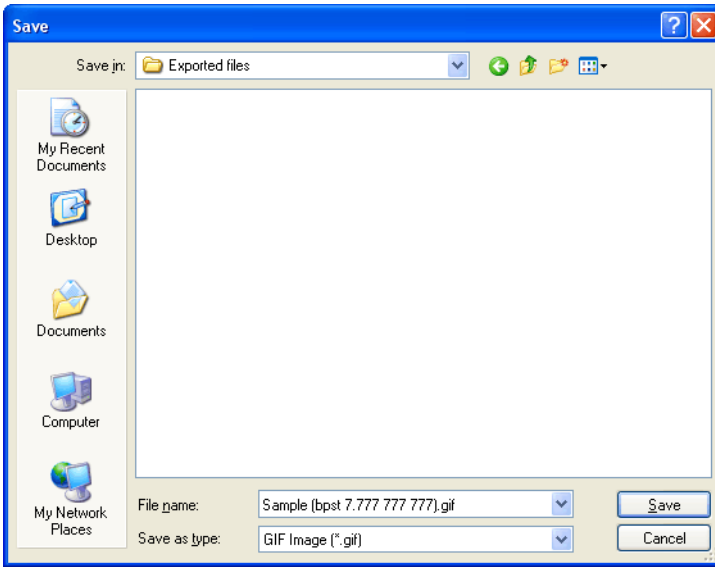 Save
Save in: Exported files
My Recent
Documents
Desktop
Documents
Computer
My Network
Places
File name: Sample (bpst 7.777 777 777).gif Save
Save as type: GIF Image (*.gif) Cancel